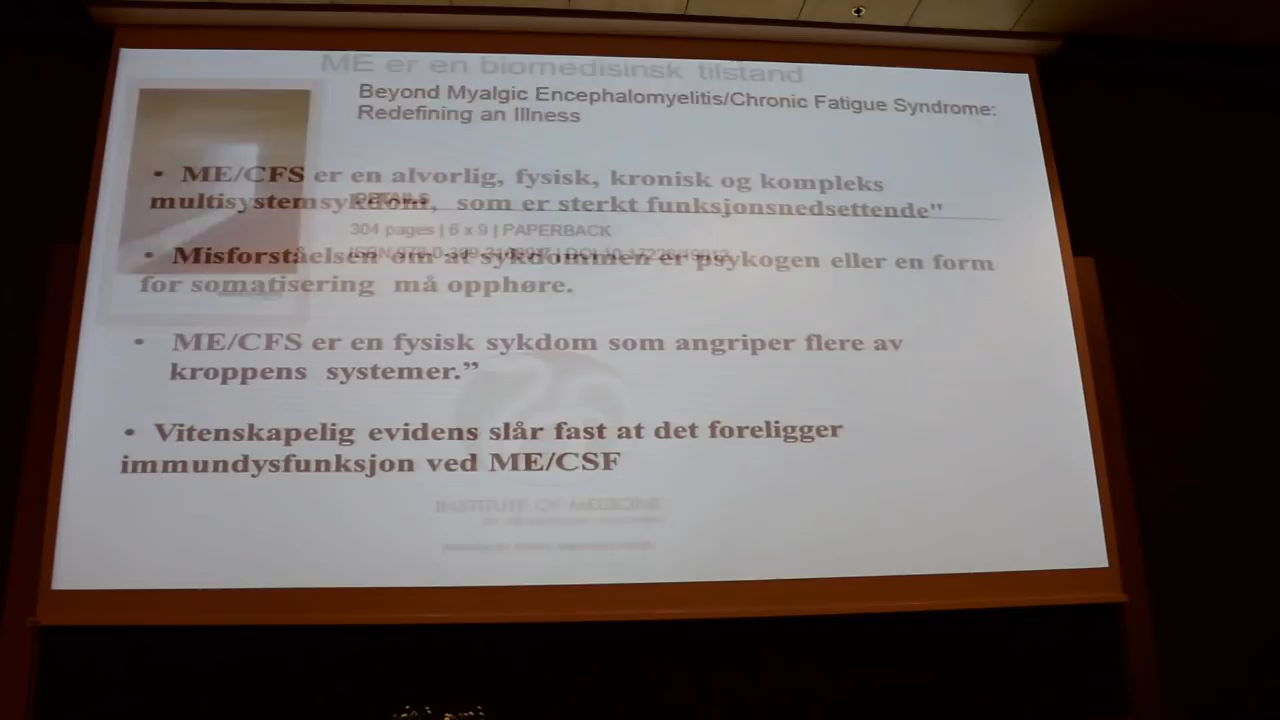 ME er en biomedisinsk tilstand
Beyond Myalgic Encephalomyelitis/Chronic Fatigue Syndrome:
Redefining an Illness
• ME/CFS er en alvorlig, fysisk, kronisk og kompleks
multisystemsykdom, som er sterkt funksjonsnedsettende"
DETAILS
304 pages | 6 x 9 | PAPERBACK
• Misforståelsen om at sykdommen er psykogen eller en form
for somatisering må opphøre.
• ME/CFS er en fysisk sykdom som angriper flere av
kroppens systemer.”
• Vitenskapelig evidens slår fast at det foreligger
immundysfunksjon ved ME/CSF
INSTITUTE OF MEDICINE